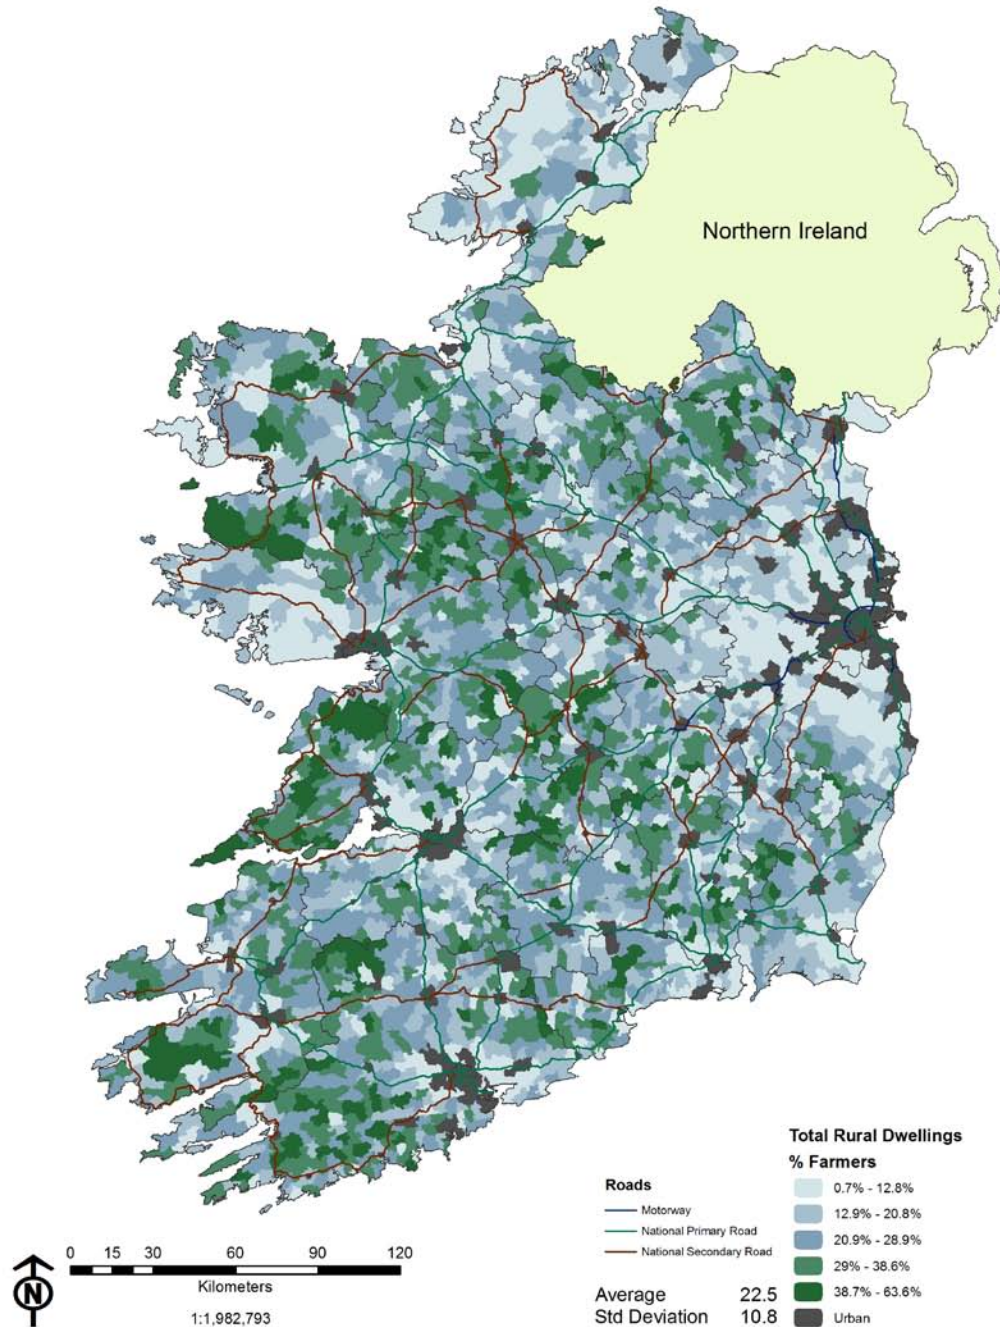 Northern Ireland
Total Rural Dwellings
% Farmers
0.7% - 12.8%
12.9% - 20.8%
20.9% - 28.9%
29% - 38.6%
38.7% - 63.6%
Urban
Roads
Motorway
National Primary Road
National Secondary Road
Average 22.5
Std Deviation 10.8
0 15 30 60 90 120
Kilometers
1:1,982,793
N